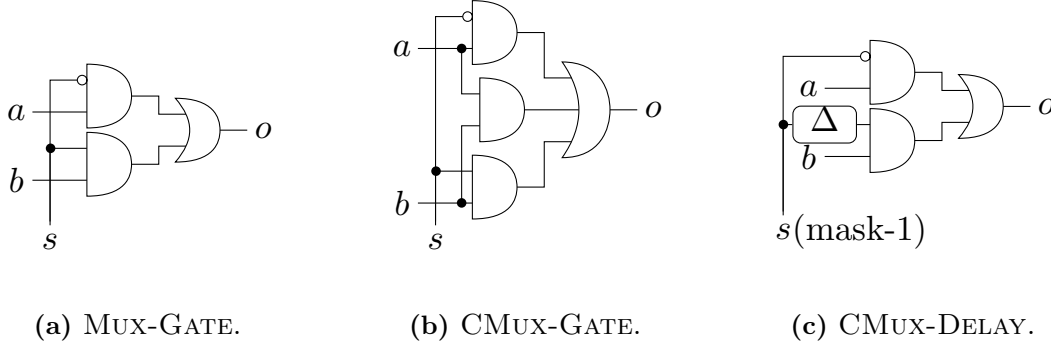 a
b
s
o
(a) MUX-GATE.
a
b
s
o
(b) CMUX-GATE.
a
Δ
b
s(mask-1)
o
(c) CMUX-DELAY.